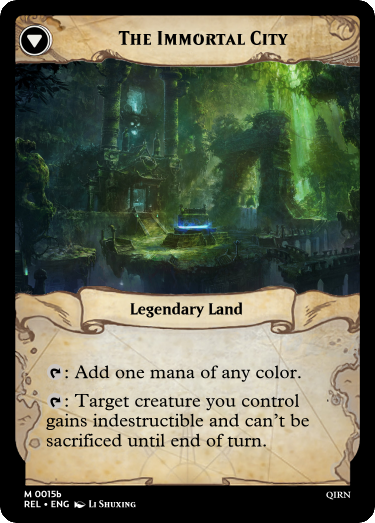 The Immortal City
Legendary Land
: Add one mana of any color.
: Target creature you control
gains indestructible and can't be
sacrificed until end of turn.
M 0015b
REL • ENG Li Shuxing
QIRN